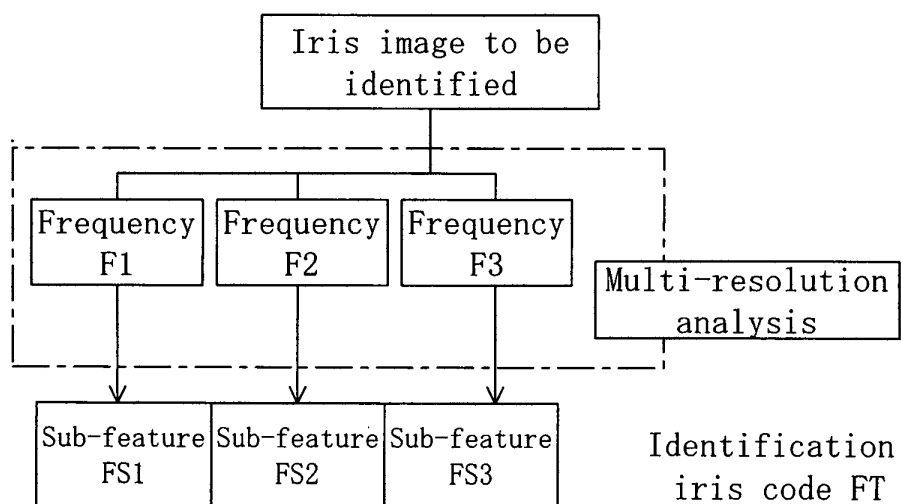 Iris image to be
identified
Frequency
F1
Frequency
F2
Frequency
F3
Multi-resolution
analysis
Sub-feature
FS1
Sub-feature
FS2
Sub-feature
FS3
Identification
iris code FT